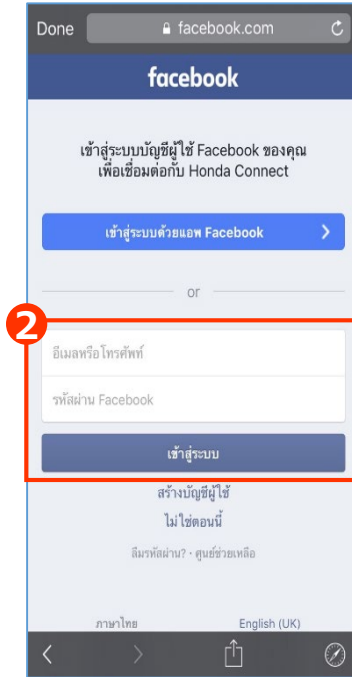 Done facebook.com
facebook
เข้าสู่ระบบบัญชีผู้ใช้ Facebook ของคุณ
เพื่อเชื่อมต่อกับ Honda Connect
เข้าสู่ระบบด้วยแอพ Facebook
or
2
อีเมลหรือโทรศัพท์
รหัสผ่าน Facebook
เข้าสู่ระบบ
สร้างบัญชีผู้ใช้
ไม่ใช่ตอนนี้
ลืมรหัสผ่าน? · ศูนย์ช่วยเหลือ
ภาษาไทย English (UK)